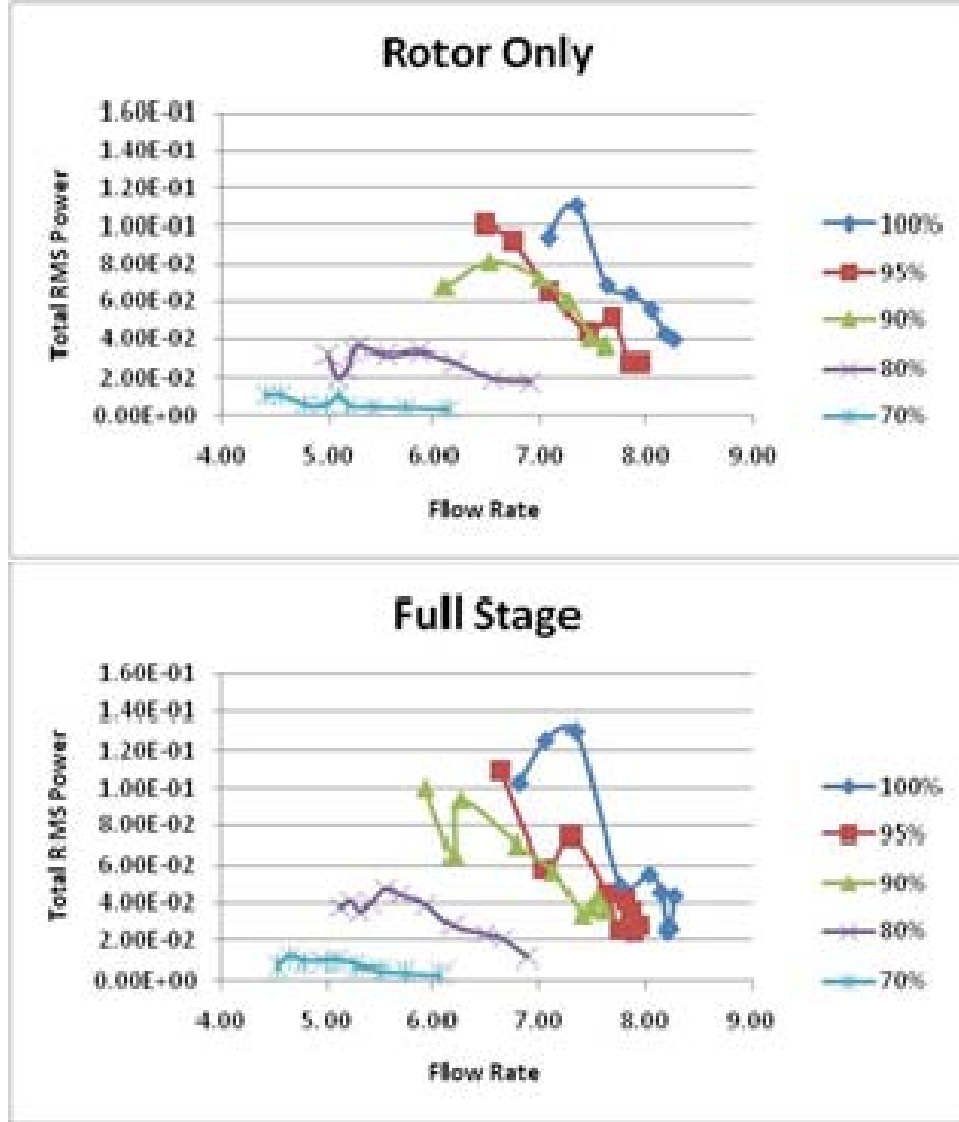 Rotor Only
1.60E-01
1.40E-01
1.20E-01
1.00E-01
8.00E-02
6.00E-02
4.00E-02
2.00E-02
0.00E+00
Total RMS Power
4.00 5.00 6.00 7.00 8.00 9.00
Flow Rate
100%
95%
90%
80%
70%
Full Stage
1.60E-01
1.40E-01
1.20E-01
1.00E-01
8.00E-02
6.00E-02
4.00E-02
2.00E-02
0.00E+00
Total RMS Power
4.00 5.00 6.00 7.00 8.00 9.00
Flow Rate
100%
95%
90%
80%
70%